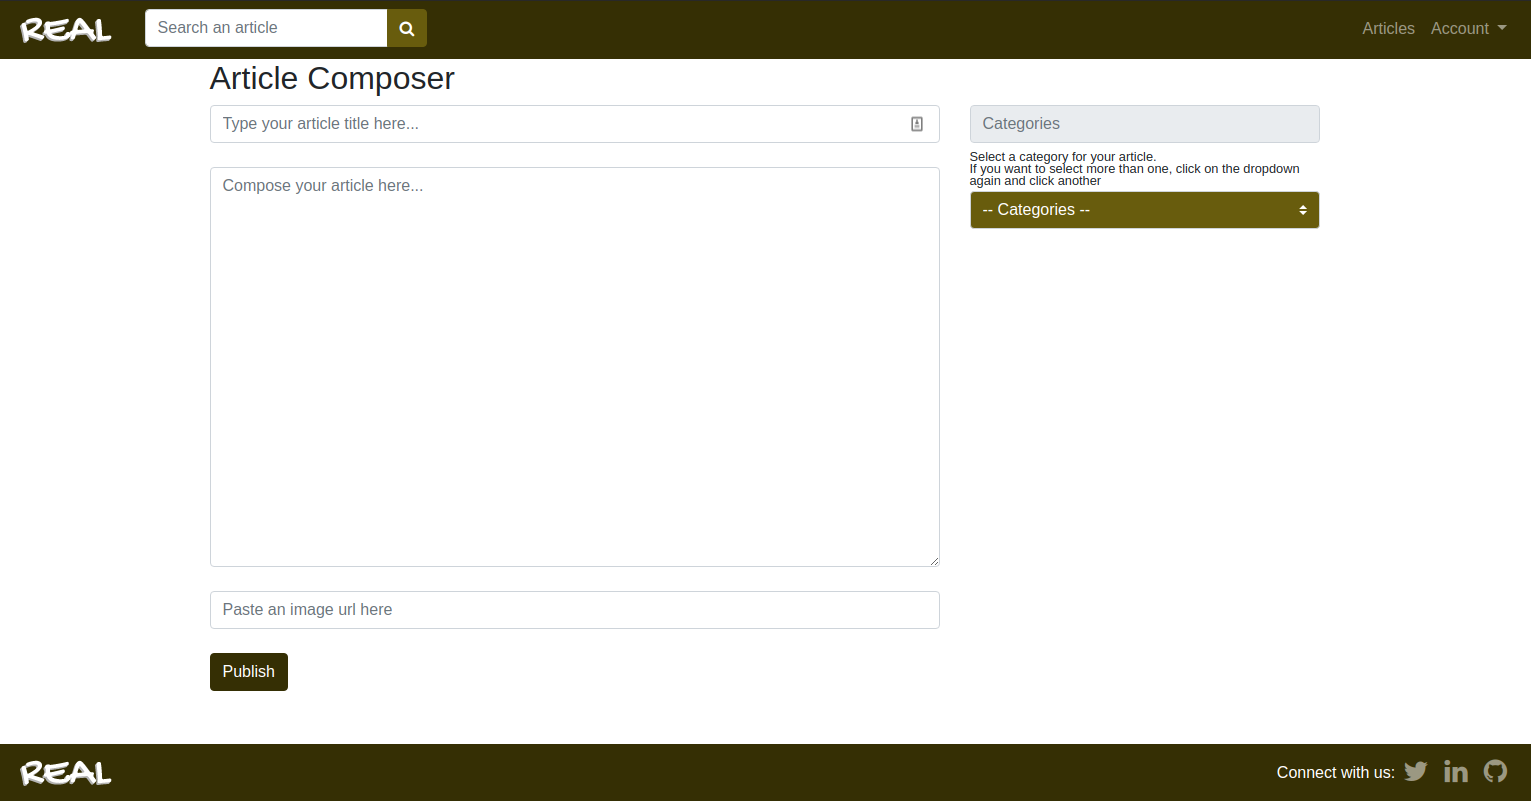 REAL
Search an article
Articles
Account
Article Composer
Type your article title here...
Compose your article here...
Paste an image url here
Publish
Categories
Select a category for your article.
If you want to select more than one, click on the dropdown
again and click another
-- Categories --
REAL
Connect with us: